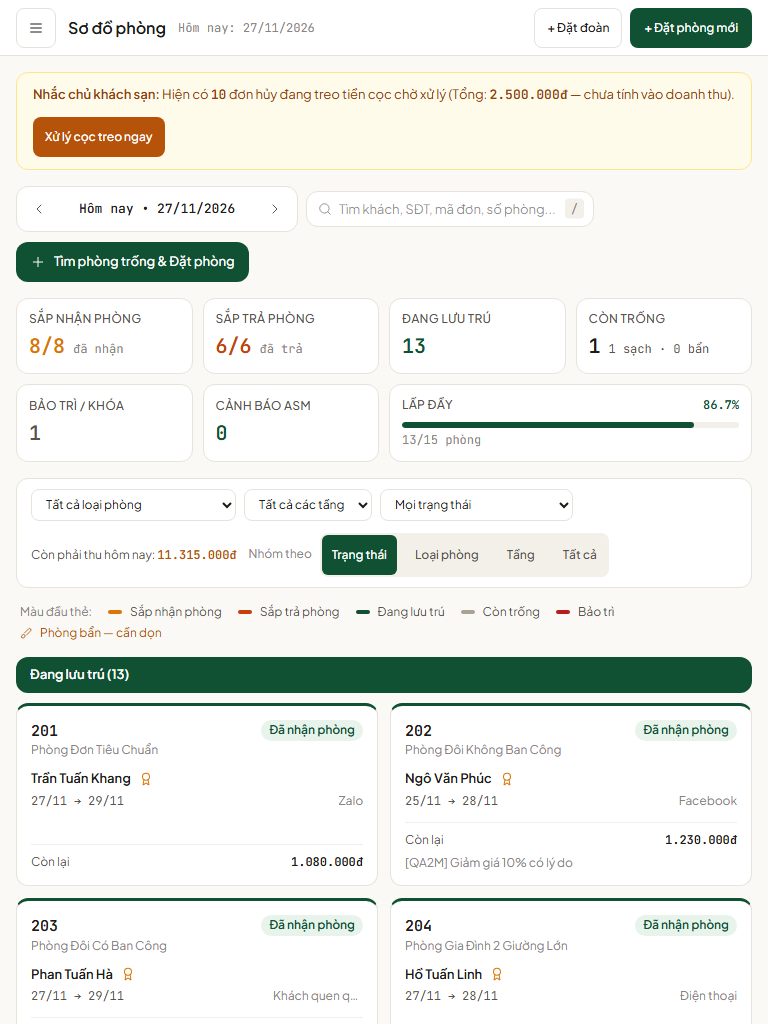 Sơ đồ phòng Hôm nay: 27/11/2026 + Đặt đoàn + Đặt phòng mới
Nhắc chủ khách sạn: Hiện có 10 đơn hủy đang treo tiền cọc chờ xử lý (Tổng: 2.500.000đ — chưa tính vào doanh thu).
Xử lý cọc treo ngay
Hôm nay • 27/11/2026 Tìm khách, SĐT, mã đơn, số phòng... /
Tìm phòng trống & Đặt phòng
SẮP NHẬN PHÒNG SẮP TRẢ PHÒNG ĐANG LƯU TRÚ CÒN TRỐNG
8/8 đã nhận 6/6 đã trả 13 1 1 sạch · 0 bẩn
BẢO TRÌ / KHÓA CẢNH BÁO ASM LẤP ĐẦY 86.7%
1 0 13/15 phòng
Tất cả loại phòng Tất cả các tầng Mọi trạng thái
Còn phải thu hôm nay: 11.315.000đ Nhóm theo Trạng thái Loại phòng Tầng Tất cả
Màu đầu thẻ: Sắp nhận phòng Sắp trả phòng Đang lưu trú Còn trống Bảo trì
Phòng bẩn — cần dọn
Đang lưu trú (13)
201 Đã nhận phòng 202 Đã nhận phòng
Phòng Đơn Tiêu Chuẩn Phòng Đôi Không Ban Công
Trần Tuấn Khang Ngô Văn Phúc
27/11 → 29/11 Zalo 25/11 → 28/11 Facebook
Còn lại 1.080.000đ Còn lại 1.230.000đ
[QA2M] Giảm giá 10% có lý do
203 Đã nhận phòng 204 Đã nhận phòng
Phòng Đôi Có Ban Công Phòng Gia Đình 2 Giường Lớn
Phan Tuấn Hà Hồ Tuấn Linh
27/11 → 29/11 Khách quen q... 27/11 → 28/11 Điện thoại